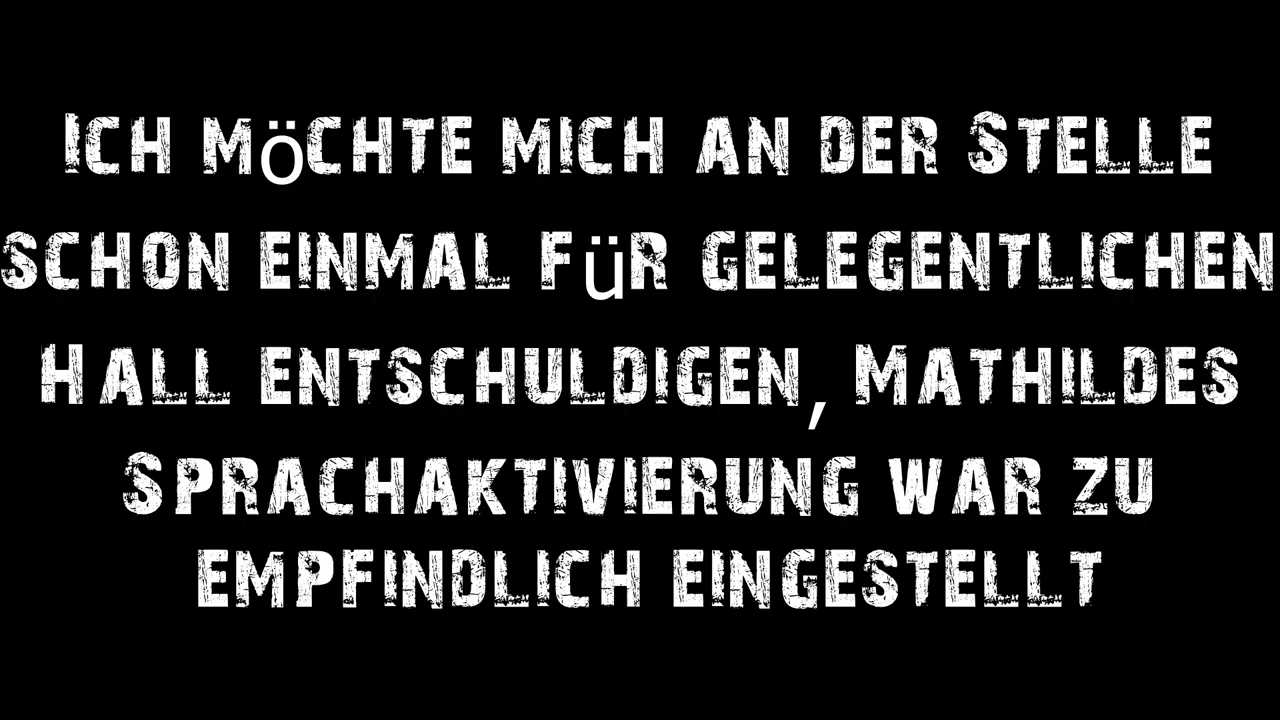 Ich möchte mich an der Stelle
schon einmal für gelegentlichen
Hall entschuldigen, Mathildes
Sprachaktivierung war zu
empfindlich eingestellt